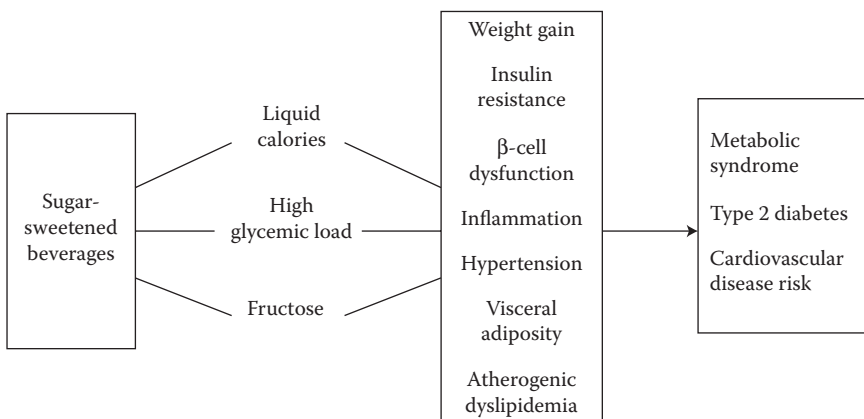 Sugar-
sweetened
beverages
Liquid
calories
High
glycemic load
Fructose
Weight gain
Insulin
resistance
β-cell
dysfunction
Inflammation
Hypertension
Visceral
adiposity
Atherogenic
dyslipidemia
Metabolic
syndrome
Type 2 diabetes
Cardiovascular
disease risk